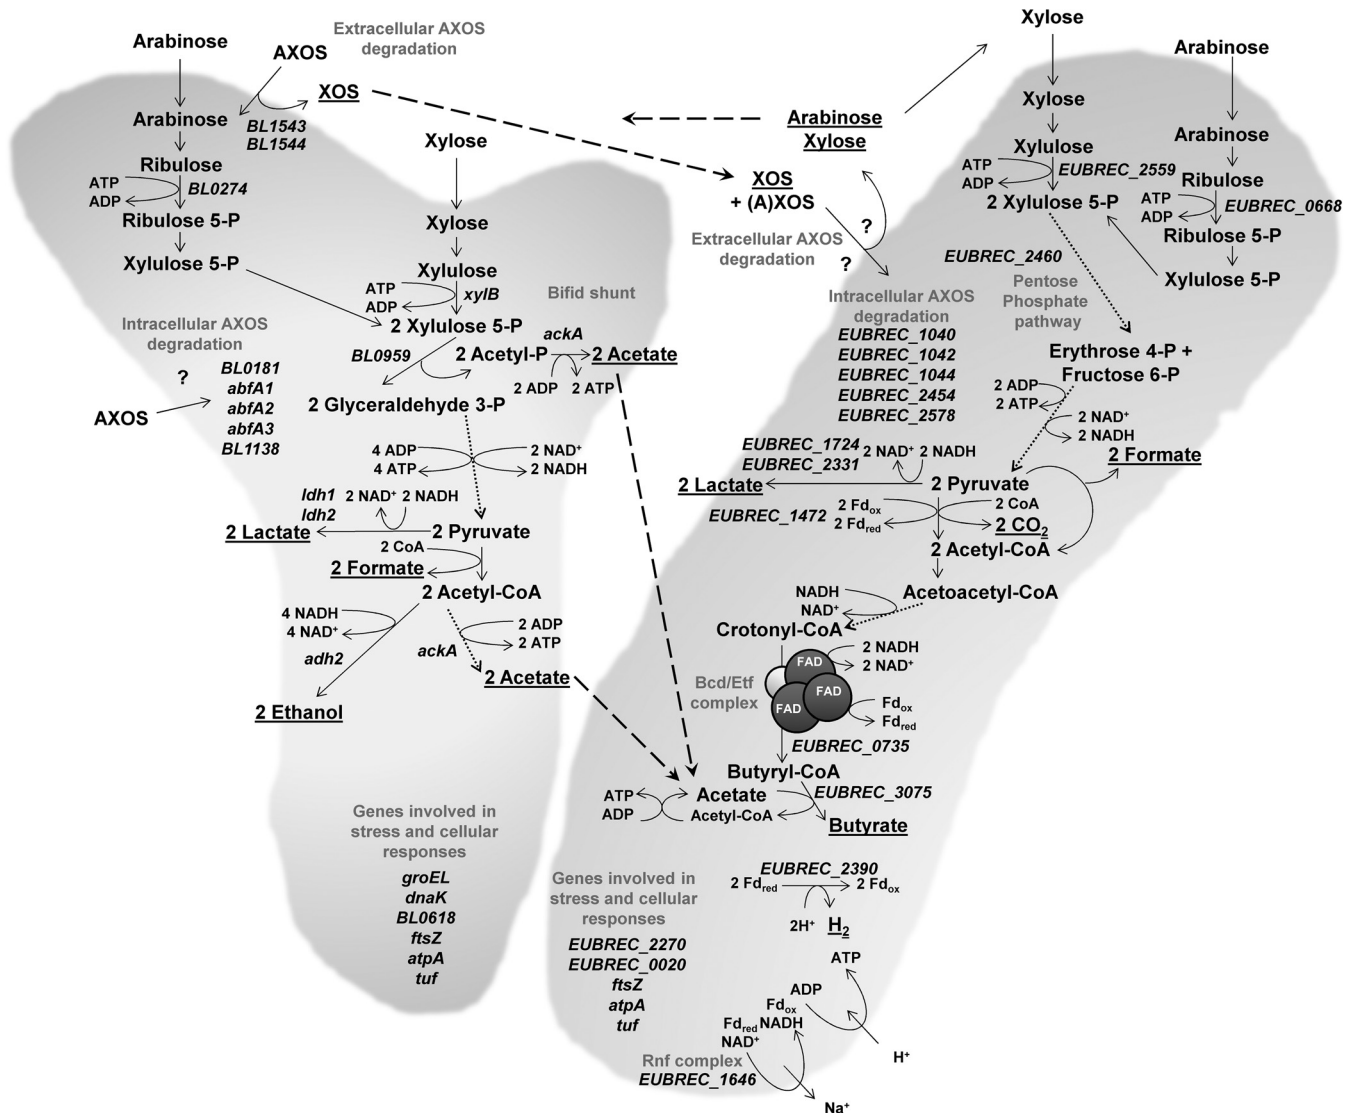 Extracellular AXOS
degradation
Arabinose
AXOS
XOS
Arabinose
BL1543
BL1544
Ribulose
ATP
ADP
BL0274
Ribulose 5-P
Xylulose 5-P
Xylose
Xylose
Xylulose
ATP
ADP
xylB
2 Xylulose 5-P
Bifid shunt
BL0959
2 Acetyl-P
ackA
2 Acetate
2 ADP
2 ATP
2 Glyceraldehyde 3-P
Intracellular AXOS
degradation
?
AXOS
BL0181
abfA1
abfA2
abfA3
BL1138
4 ADP
4 ATP
2 NAD⁺
2 NADH
ldh1
ldh2
2 NAD⁺
2 NADH
2 Lactate
2 Pyruvate
2 CoA
2 Formate
2 Acetyl-CoA
4 NADH
4 NAD⁺
adh2
2 Ethanol
ackA
2 ADP
2 ATP
2 Acetate
Genes involved in
stress and cellular
responses
groEL
dnaK
BL0618
ftsZ
atpA
tuf
Arabinose
Xylose
XOS
+ (A)XOS
?
Extracellular AXOS
degradation
?
Xylose
Xylose
Xylulose
ATP
ADP
EUBREC_2559
2 Xylulose 5-P
Arabinose
Arabinose
Ribulose
ATP
ADP
EUBREC_0668
Ribulose 5-P
Xylulose 5-P
EUBREC_2460
Pentose
Phosphate
pathway
Intracellular AXOS
degradation
EUBREC_1040
EUBREC_1042
EUBREC_1044
EUBREC_2454
EUBREC_2578
Erythrose 4-P +
Fructose 6-P
2 ADP
2 ATP
2 NAD⁺
2 NADH
2 Formate
EUBREC_1724
EUBREC_2331
2 NAD⁺
2 NADH
2 Lactate
2 Pyruvate
EUBREC_1472
2 Fdox
2 Fdred
2 CoA
2 CO₂
2 Acetyl-CoA
Acetoacetyl-CoA
NADH
NAD⁺
Crotonyl-CoA
Bcd/Etf
complex
FAD
FAD
FAD
2 NADH
2 NAD⁺
Fdox
Fdred
EUBREC_0735
Butyryl-CoA
ATP
ADP
Acetate
Acetyl-CoA
EUBREC_3075
Butyrate
Genes involved in
stress and cellular
responses
EUBREC_2270
EUBREC_0020
ftsZ
atpA
tuf
EUBREC_2390
2 Fdred
2 Fdox
2H⁺
H₂
ATP
ADP
Fdox
Fdred
NADH
NAD⁺
Rnf complex
EUBREC_1646
H⁺
Na⁺